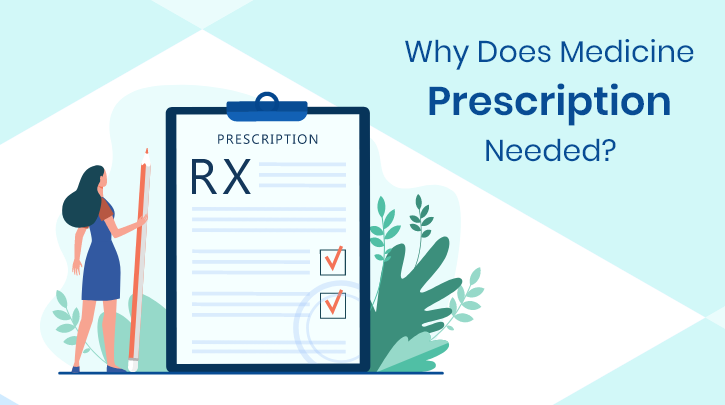 Why Does Medicine
Prescription
Needed?
PRESCRIPTION
RX